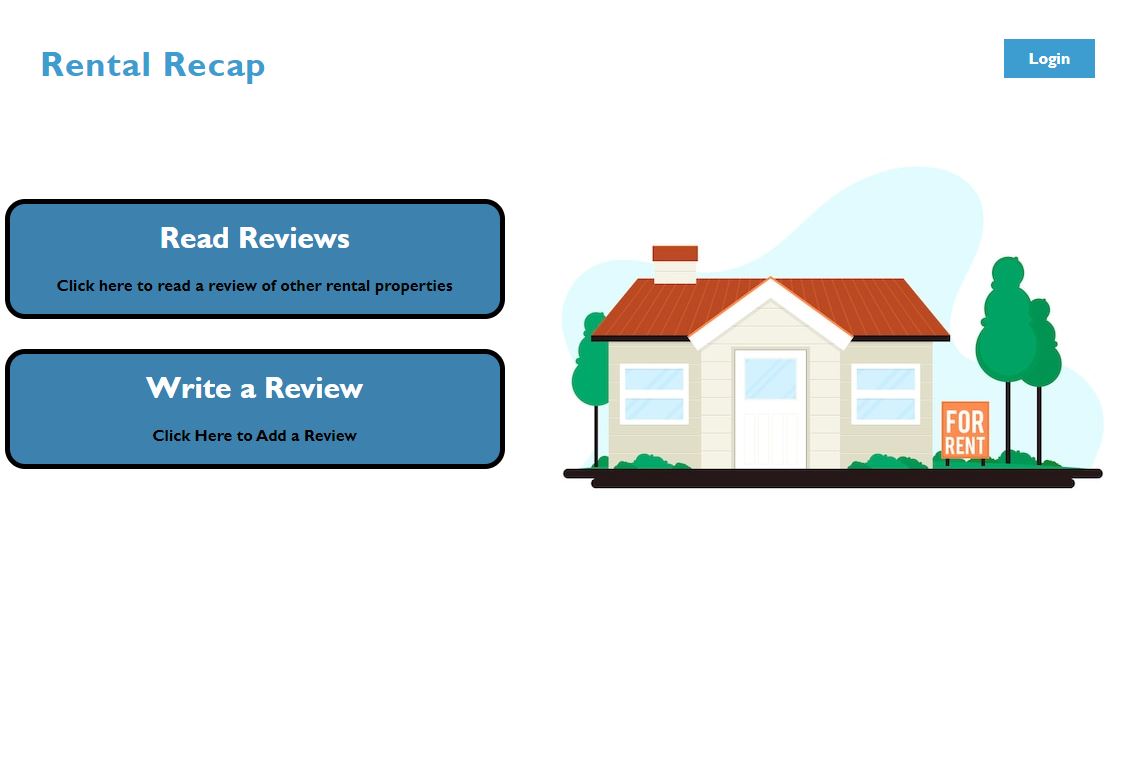 Rental Recap
Login
Read Reviews
Click here to read a review of other rental properties
Write a Review
Click Here to Add a Review
FOR
RENT